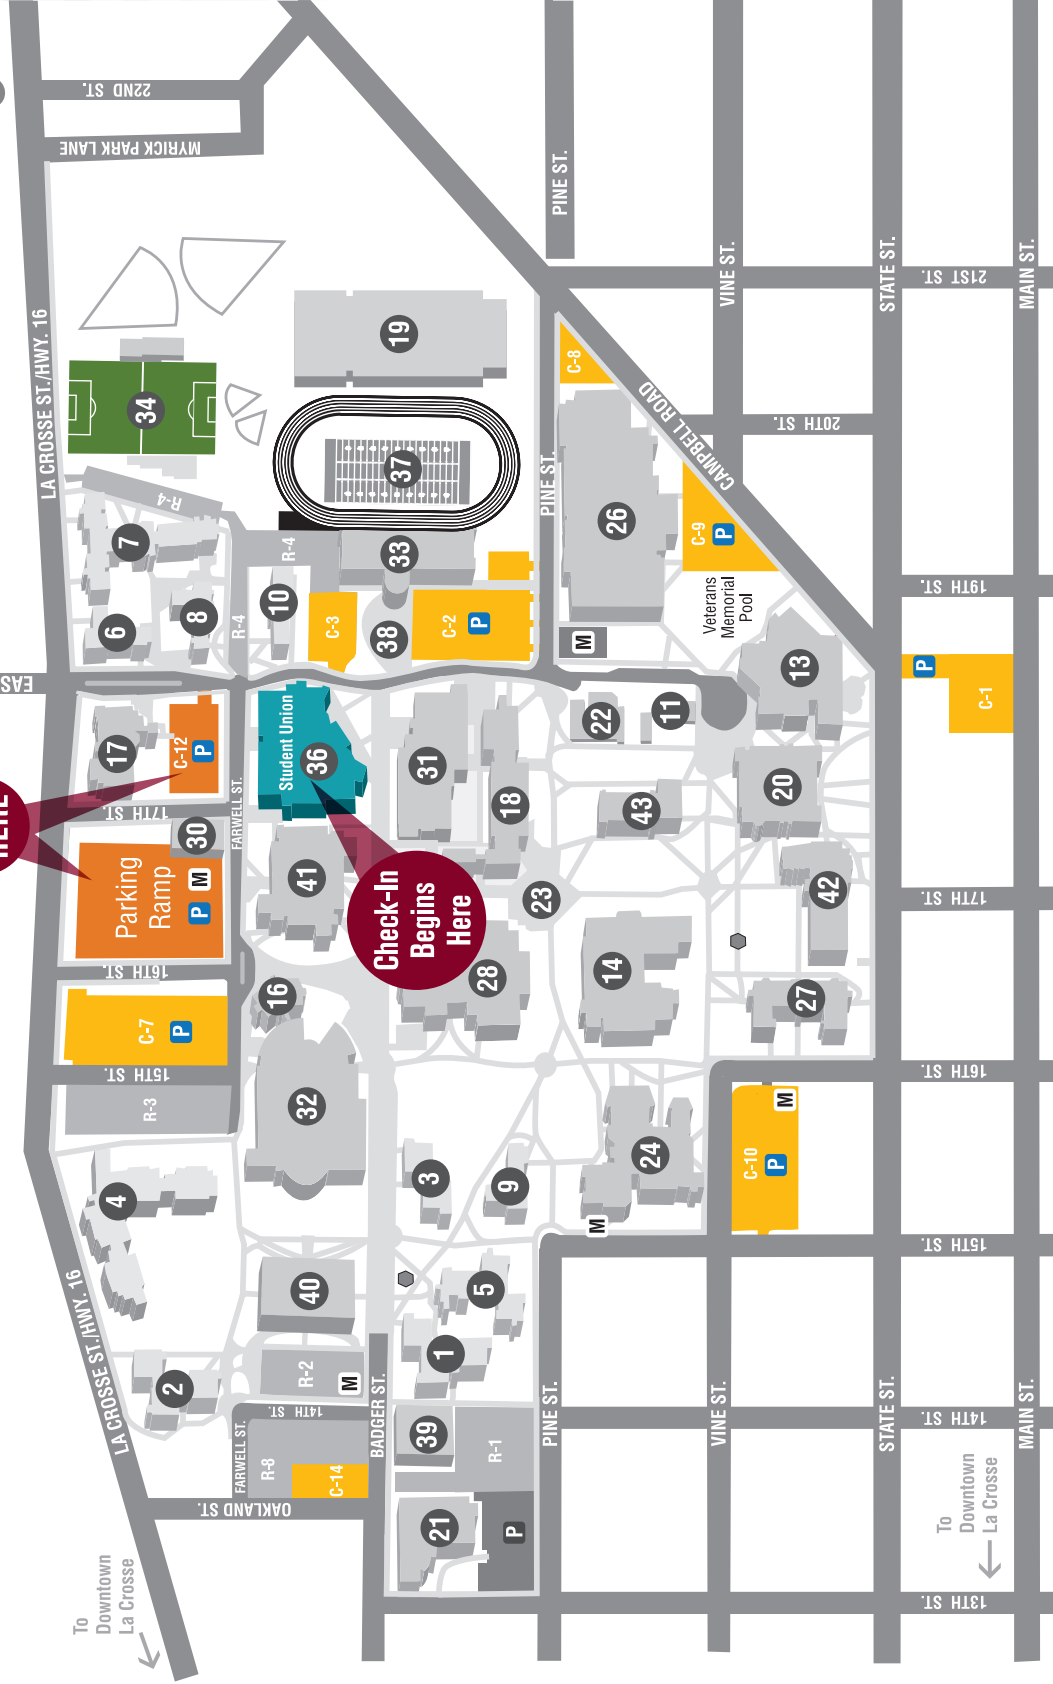 22ND ST.
MYRICK PARK LANE
LA CROSSE ST./HWY. 16
PINE ST.
VINE ST.
STATE ST.
MAIN ST.
21ST ST.
19
34
C-8
CAMPBELL ROAD
20TH ST.
R-4
37
PINE ST.
26
C-9
P
7
R-4
33
10
8
6
R-4
C-3
38
C-2
P
M
Veterans
Memorial
Pool
19TH ST.
13
P
C-1
EAS
17
C-12
P
Student Union
36
31
18
22
11
43
20
17TH ST.
FARWELL ST.
HERE
30
Parking
Ramp
P
M
41
Check-In
Begins
Here
23
42
17TH ST.
16TH ST.
16
28
14
27
C-7
P
15TH ST.
R-3
32
16TH ST.
3
9
24
M
C-10
P
M
4
15TH ST.
LA CROSSE ST./HWY. 16
40
5
1
2
R-2
M
14TH ST.
BADGER ST.
FARWELL ST.
R-8
C-14
39
R-1
PINE ST.
VINE ST.
STATE ST.
MAIN ST.
14TH ST.
OAKLAND ST.
21
P
To
Downtown
La Crosse
To
Downtown
La Crosse
13TH ST.